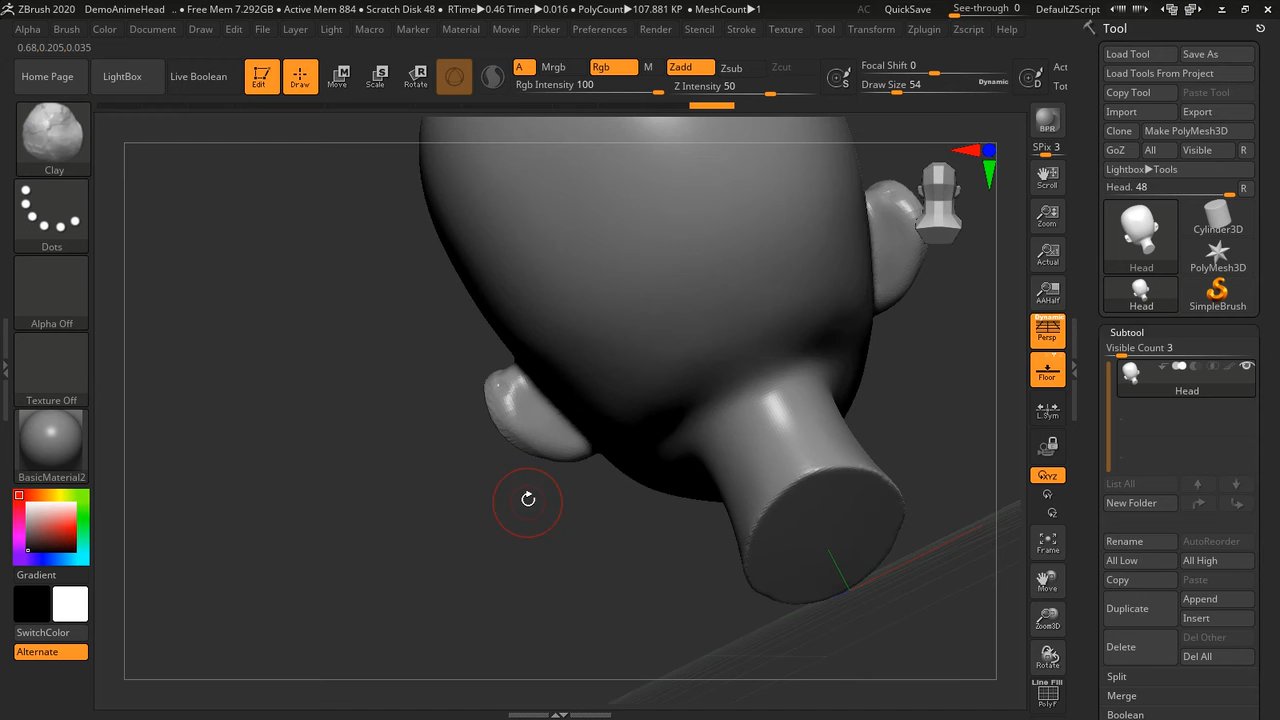 ZBrush 2020 DemoAnimeHead • Free Mem 7.292GB • Active Mem 884 • Scratch Disk 48 • RTime▶0.46 Timer▶0.016 • PolyCount▶107.881 KP • MeshCount▶1 AC QuickSave See-through 0 DefaultZScript
Alpha Brush Color Document Draw Edit File Layer Light Macro Marker Material Movie Picker Preferences Render Stencil Stroke Texture Tool Transform Zplugin Zscript Help
0.68,0.205,0.035
Home Page LightBox Live Boolean Edit Draw Move Scale Rotate
A Mrgb Rgb M Zadd Zsub Zcut
Rgb Intensity 100 Z Intensity 50
S Focal Shift 0
Draw Size 54 Dynamic D
Clay
Dots
Alpha Off
Texture Off
BasicMaterial2
Gradient
SwitchColor
Alternate
BPR
SPix 3
Scroll
Zoom
Actual
AAHalf
Dynamic
Persp
Floor
L.Sym
XYZ
Y
Z
Frame
Move
Zoom3D
Rotate
Line Fill
PolyF
Tool
Load Tool Save As
Load Tools From Project
Copy Tool Paste Tool
Import Export
Clone Make PolyMesh3D
GoZ All Visible R
Lightbox▶Tools
Head. 48 R
Head Cylinder3D
PolyMesh3D
Head SimpleBrush
Subtool
Visible Count 3
Head
List All
New Folder
Rename AutoReorder
All Low All High
Copy Paste
Duplicate Append
Insert
Delete Del Other
Del All
Split
Merge
Boolean